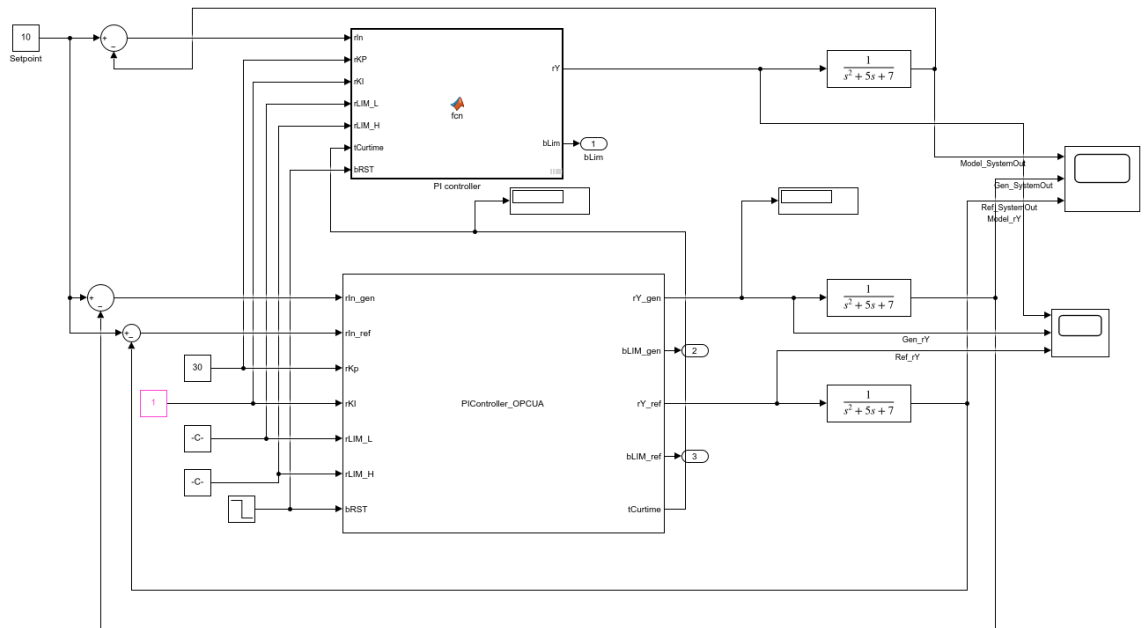 10
Setpoint
+
−
rIn
rKP
rKI
rLIM_L
rLIM_H
tCurtime
bRST
fcn
rY
bLim
PI controller
1
bLim
1
s² + 5s + 7
Model_SystemOut
Gen_SystemOut
Ref_SystemOut
Model_rY
+
−
+
−
30
1
-C-
-C-
rIn_gen
rIn_ref
rKp
rKI
rLIM_L
rLIM_H
bRST
PIController_OPCUA
rY_gen
bLIM_gen
rY_ref
bLIM_ref
tCurtime
2
3
1
s² + 5s + 7
Gen_rY
Ref_rY
1
s² + 5s + 7